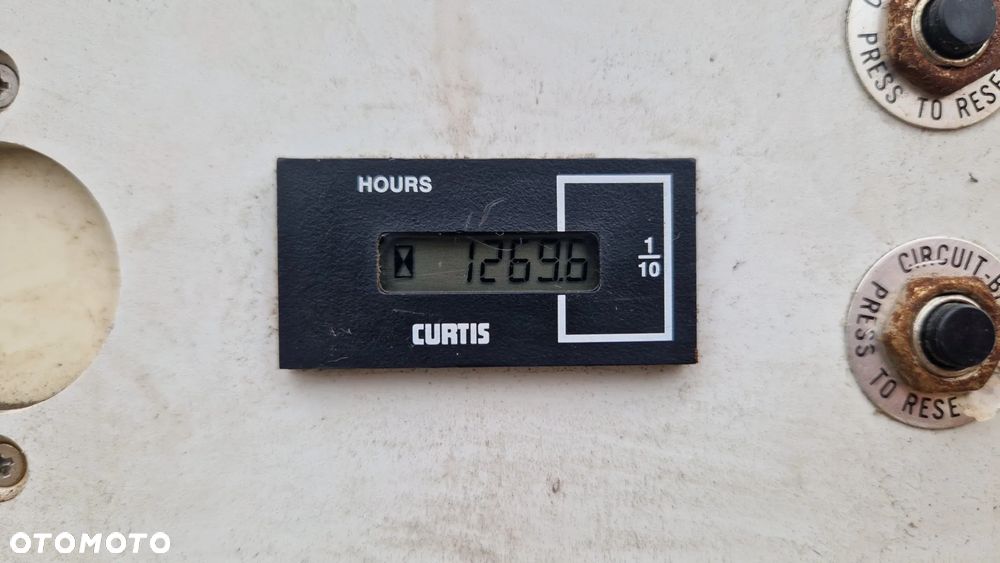 PRESS TO RESE
HOURS
1269.6
1
10
CURTIS
CIRCUIT-B
PRESS TO RESE
OTOMOTO